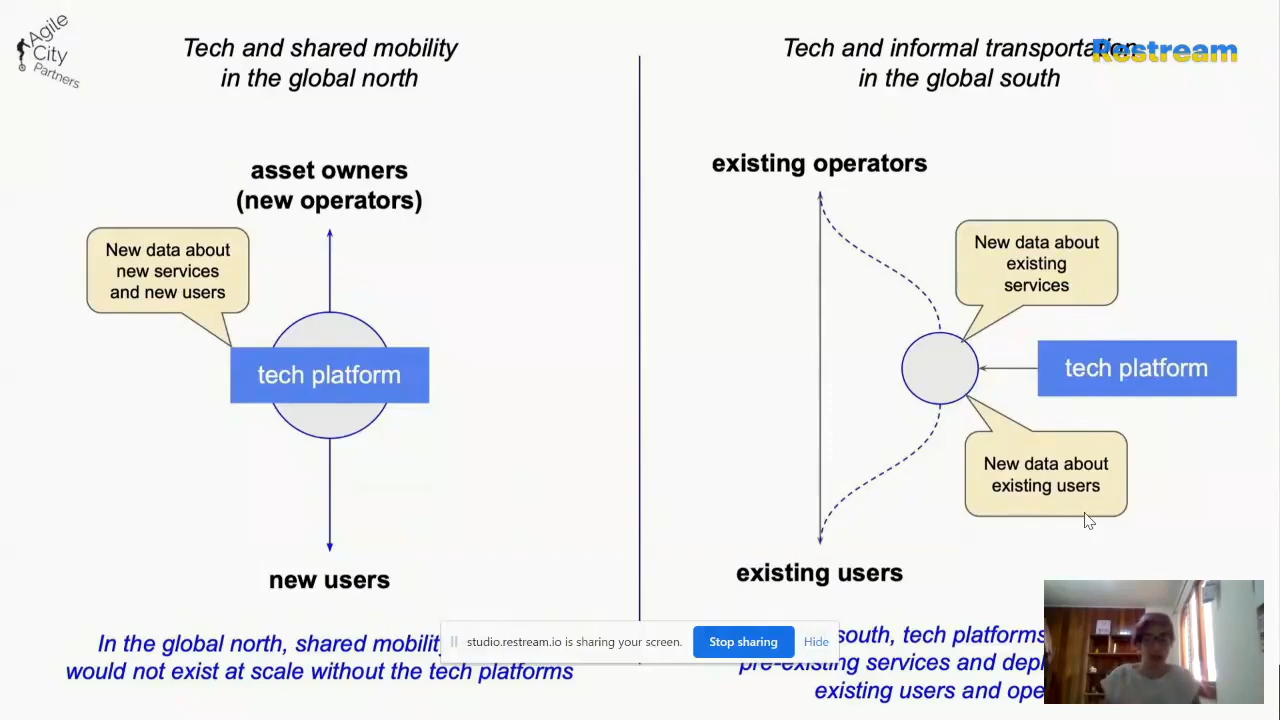 Agile
City
Partners
Tech and shared mobility
in the global north
asset owners
(new operators)
New data about
new services
and new users
tech platform
new users
In the global north, shared mobility
would not exist at scale without the tech platforms
Tech and informal transportation
in the global south
Restream
existing operators
New data about
existing
services
tech platform
New data about
existing users
existing users
south, tech platforms
pre-existing services and
existing users and
studio.restream.io is sharing your screen.
Stop sharing
Hide